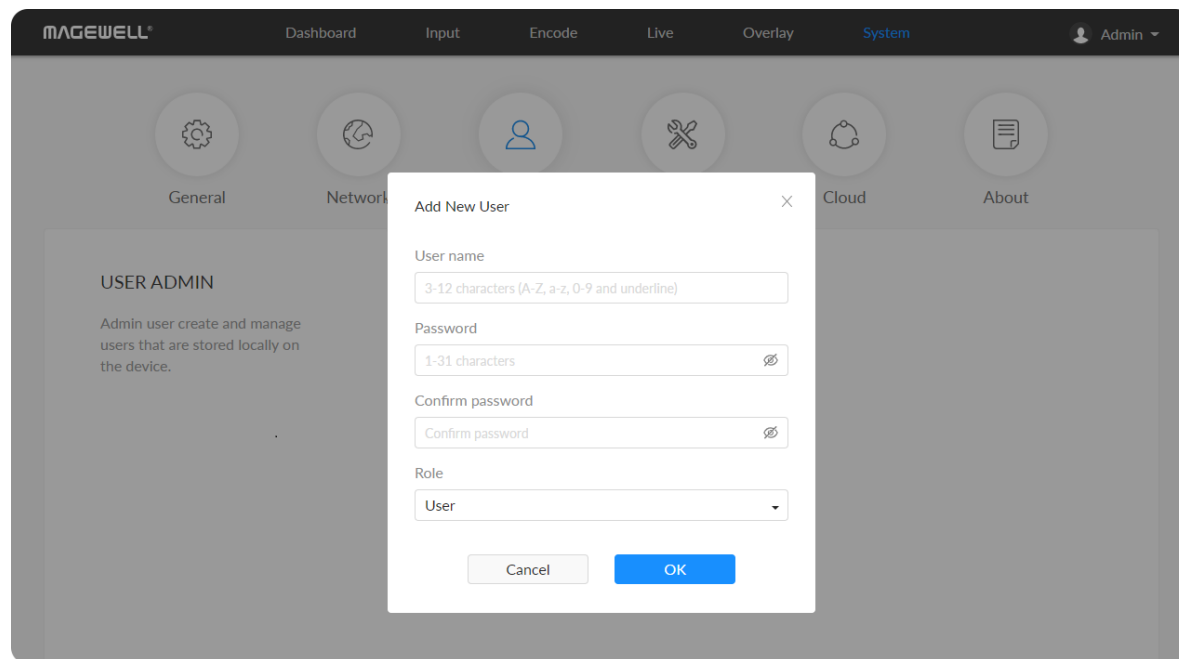 MAGEWELL®
Dashboard Input Encode Live Overlay System Admin
General Network Cloud About
Add New User
User name
3-12 characters (A-Z, a-z, 0-9 and underline)
Password
1-31 characters
Confirm password
Confirm password
Role
User
Cancel OK
USER ADMIN
Admin user create and manage
users that are stored locally on
the device.